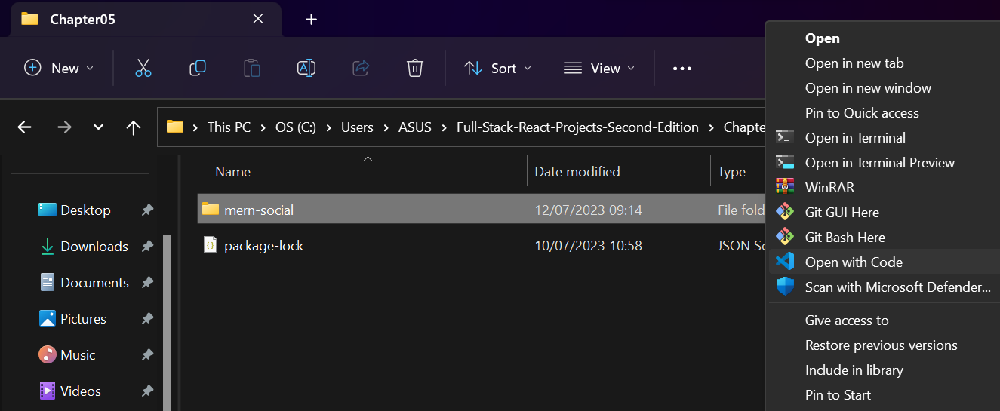 Chapter05
New
Sort
View
This PC > OS (C:) > Users > ASUS > Full-Stack-React-Projects-Second-Edition > Chapte
Name Date modified Type
mern-social 12/07/2023 09:14 File fold
package-lock 10/07/2023 10:58 JSON Sc
Desktop
Downloads
Documents
Pictures
Music
Videos
Open
Open in new tab
Open in new window
Pin to Quick access
Open in Terminal
Open in Terminal Preview
WinRAR
Git GUI Here
Git Bash Here
Open with Code
Scan with Microsoft Defender...
Give access to
Restore previous versions
Include in library
Pin to Start